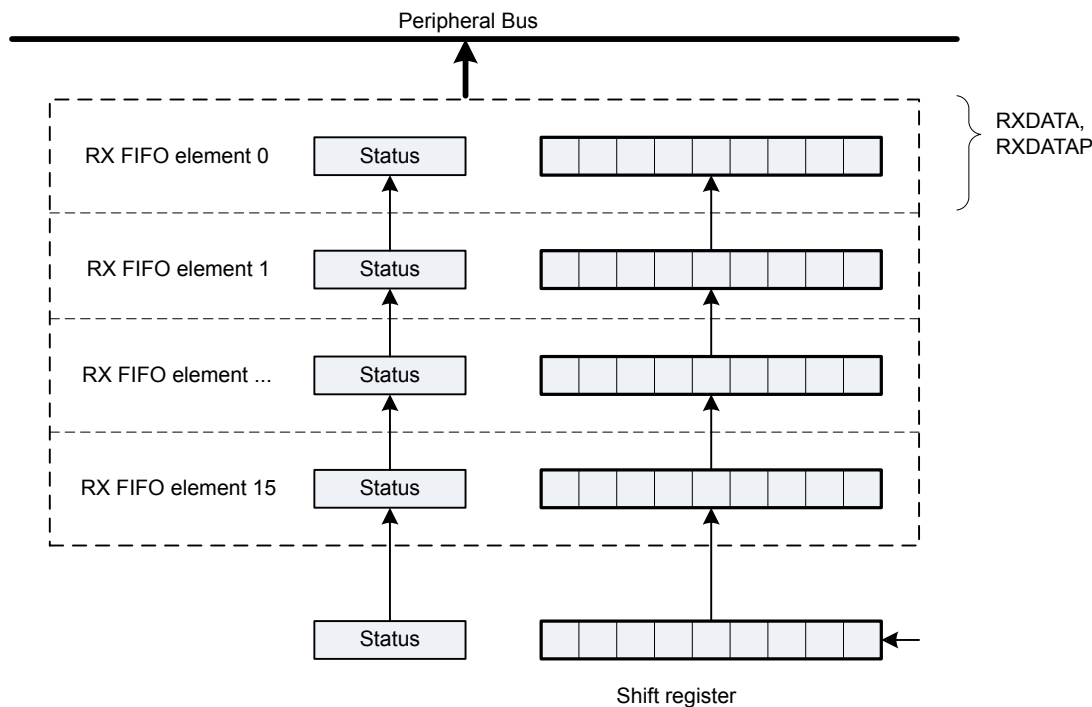 Peripheral Bus
RX FIFO element 0
Status
RXDATA,
RXDATAP
RX FIFO element 1
Status
RX FIFO element ...
Status
RX FIFO element 15
Status
Status
Shift register